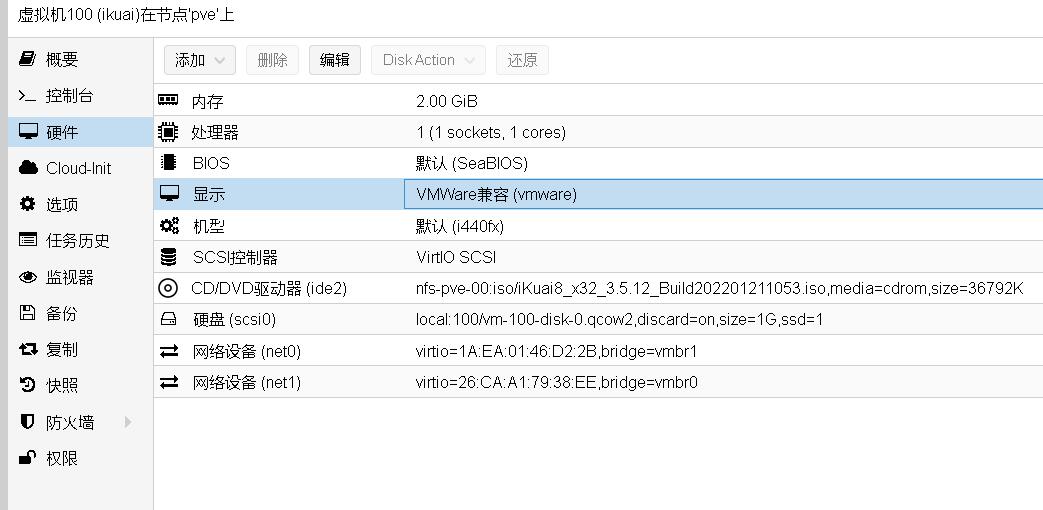 虚拟机100 (ikuai)在节点'pve'上
概要
控制台
硬件
Cloud-Init
选项
任务历史
监视器
备份
复制
快照
防火墙
权限
添加 删除 编辑 Disk Action 还原
内存 2.00 GiB
处理器 1 (1 sockets, 1 cores)
BIOS 默认 (SeaBIOS)
显示 VMWare兼容 (vmware)
机型 默认 (i440fx)
SCSI控制器 VirtIO SCSI
CD/DVD驱动器 (ide2) nfs-pve-00:iso/iKuai8_x32_3.5.12_Build202201211053.iso,media=cdrom,size=36792K
硬盘 (scsi0) local:100/vm-100-disk-0.qcow2,discard=on,size=1G,ssd=1
网络设备 (net0) virtio=1A:EA:01:46:D2:2B,bridge=vmbr1
网络设备 (net1) virtio=26:CA:A1:79:38:EE,bridge=vmbr0